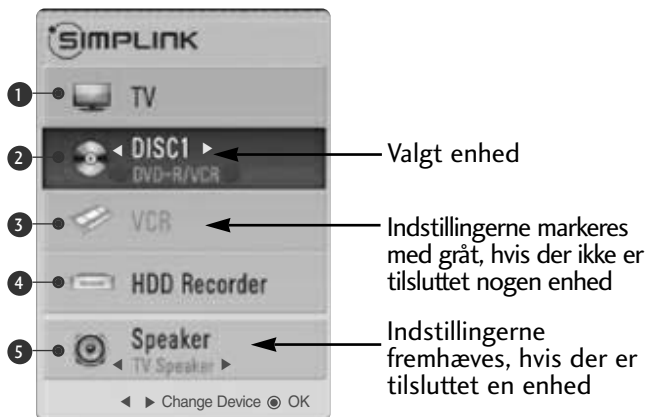 SIMPLINK
1 TV
2 ◄ DISC1 ►
DVD-R/VCR
Valgt enhed
3 VCR
Indstillingerne markeres
med gråt, hvis der ikke er
tilsluttet nogen enhed
4 HDD Recorder
5 Speaker
◄ TV Speaker ►
Indstillingerne
fremhæves, hvis der er
tilsluttet en enhed
◄ ► Change Device ◉ OK